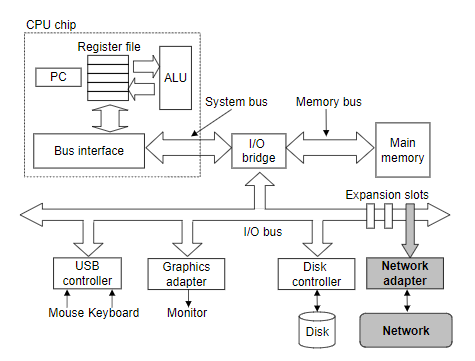 CPU chip
Register file
PC
ALU
System bus
Memory bus
Bus interface
I/O
bridge
Main
memory
Expansion slots
I/O bus
USB
controller
Graphics
adapter
Disk
controller
Network
adapter
Mouse Keyboard
Monitor
Disk
Network